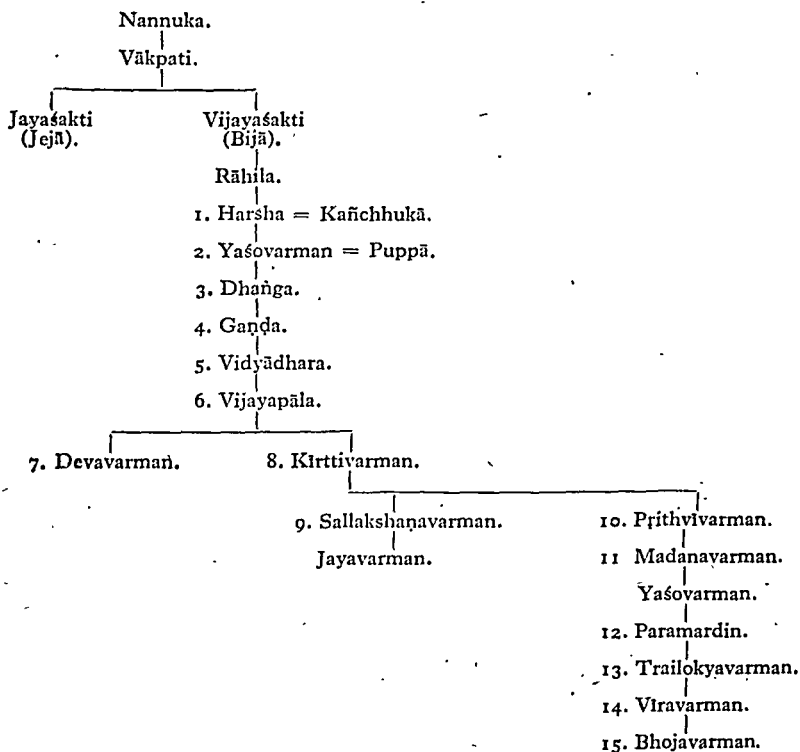 Nannuka.
Vākpati.
Jayaśakti Vijayaśakti
(Jejā). (Bijā).
Rāhila.
1. Harsha = Kañchhukā.
2. Yaśovarman = Puppā.
3. Dhaṅga.
4. Gaṇḍa.
5. Vidyādhara.
6. Vijayapāla.
7. Devavarman. 8. Kīrttivarman.
9. Sallakshaṇavarman. 10. Pṛithvīvarman.
Jayavarman. 11 Madanavarman.
Yaśovarman.
12. Paramardin.
13. Trailokyavarman.
14. Vīravarman.
15. Bhojavarman.